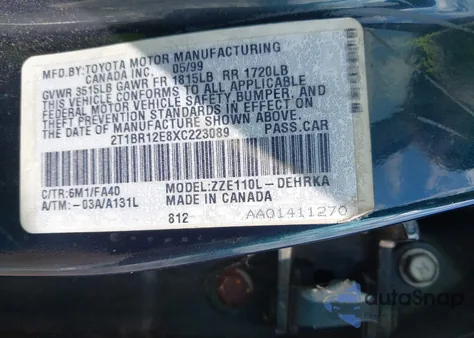 MFD.BY:TOYOTA MOTOR MANUFACTURING
CANADA INC. 05/99
GVWR 3515LB GAWR FR 1815LB RR 1720LB
THIS VEHICLE CONFORMS TO ALL APPLICABLE
FEDERAL MOTOR VEHICLE SAFETY, BUMPER, AND
THEFT PREVENTION STANDARDS IN EFFECT ON
THE DATE OF MANUFACTURE SHOWN ABOVE.
2T1BR12E8XC223089 PASS.CAR
C/TR:6M1/FA40 MODEL:ZZE110L-DEHRKA
A/TM:-03A/A131L MADE IN CANADA
812 AA01411270
autoSnap